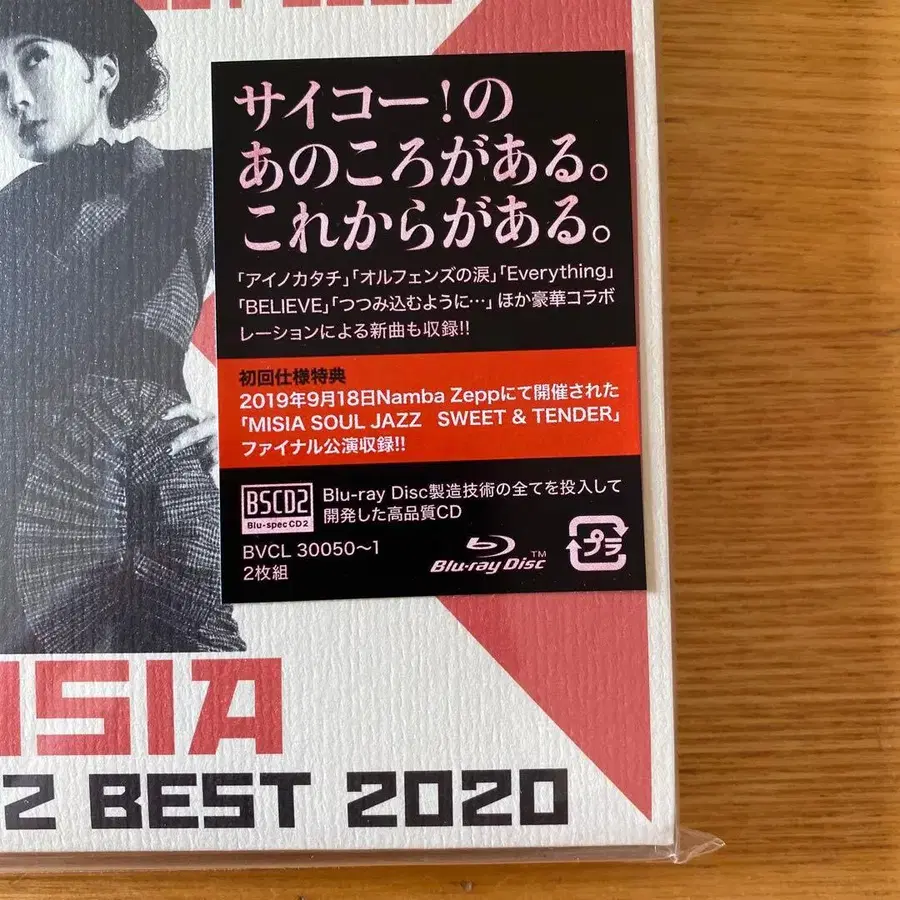 サイコー!の
あのころがある。
これからがある。
「アイノカタチ」「オルフェンズの涙」「Everything」
「BELIEVE」「つつみ込むように…」ほか豪華コラボ
レーションによる新曲も収録!!
初回仕様特典
2019年9月18日Namba Zeppにて開催された
「MISIA SOUL JAZZ SWEET & TENDER」
ファイナル公演収録!!
BSCD2
Blu-spec CD2
Blu-ray Disc製造技術の全てを投入して
開発した高品質CD
BVCL 30050〜1
2枚組
Blu-ray Disc™
プラ
ISIA
Z BEST 2020